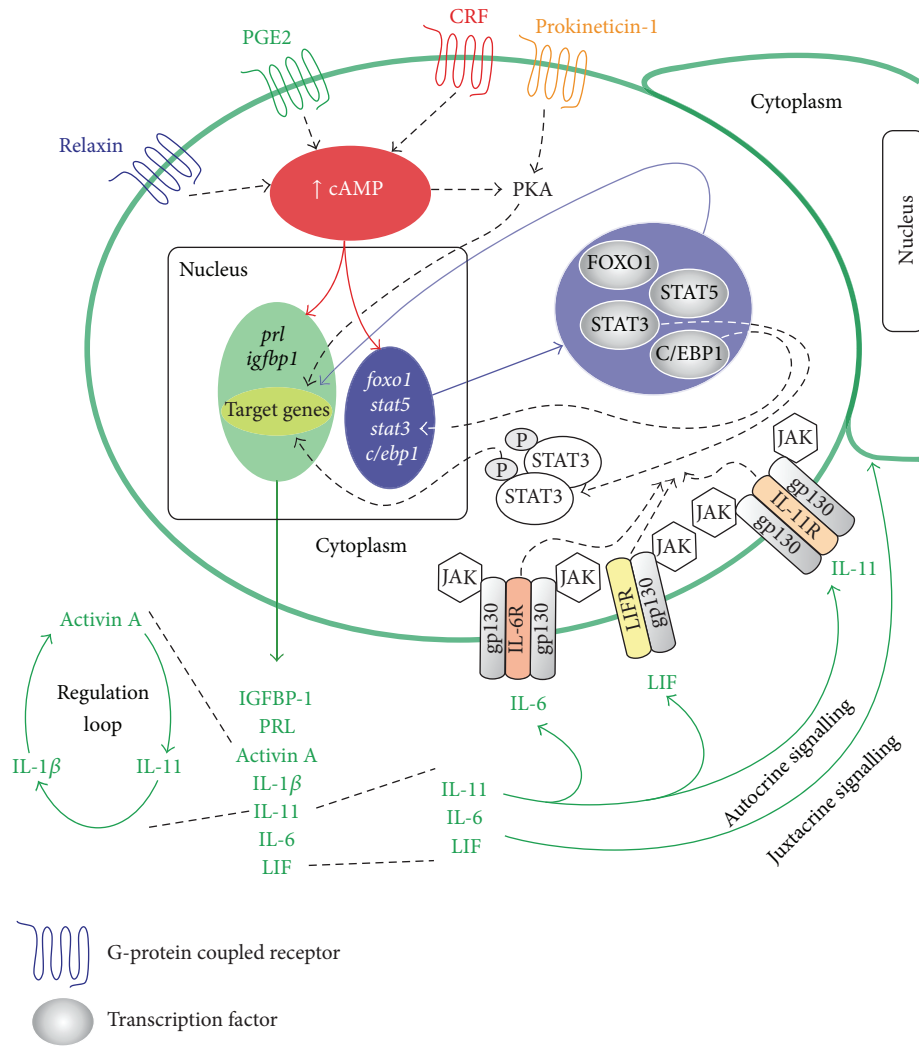 CRF
PGE2
Prokineticin-1
Cytoplasm
Relaxin
↑ cAMP
PKA
Nucleus
Nucleus
FOXO1
STAT5
STAT3
C/EBP1
prl
igfbp1
Target genes
foxo1
stat5
stat3
c/ebp1
P
STAT3
P
STAT3
JAK
gp130
IL-11R
gp130
JAK
IL-11
Cytoplasm
JAK
gp130
IL-6R
gp130
JAK
IL-6
LIFR
gp130
JAK
LIF
Activin A
Regulation
loop
IL-1β
IL-11
IGFBP-1
PRL
Activin A
IL-1β
IL-11
IL-6
LIF
IL-11
IL-6
LIF
Autocrine signalling
Juxtacrine signalling
G-protein coupled receptor
Transcription factor